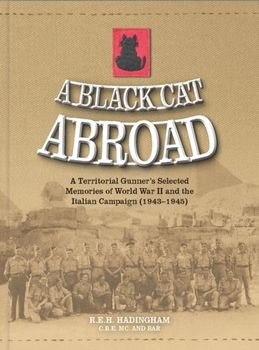 A BLACK CAT
ABROAD
A Territorial Gunner's Selected
Memories of World War II and the
Italian Campaign (1943–1945)
R.E.H. HADINGHAM
C.B.E. MC. AND BAR